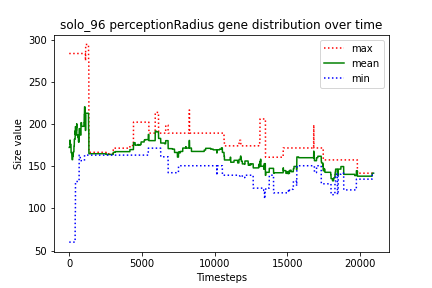 solo_96 perceptionRadius gene distribution over time
Size value
300
250
200
150
100
50
max
mean
min
0
5000
10000
15000
20000
Timesteps